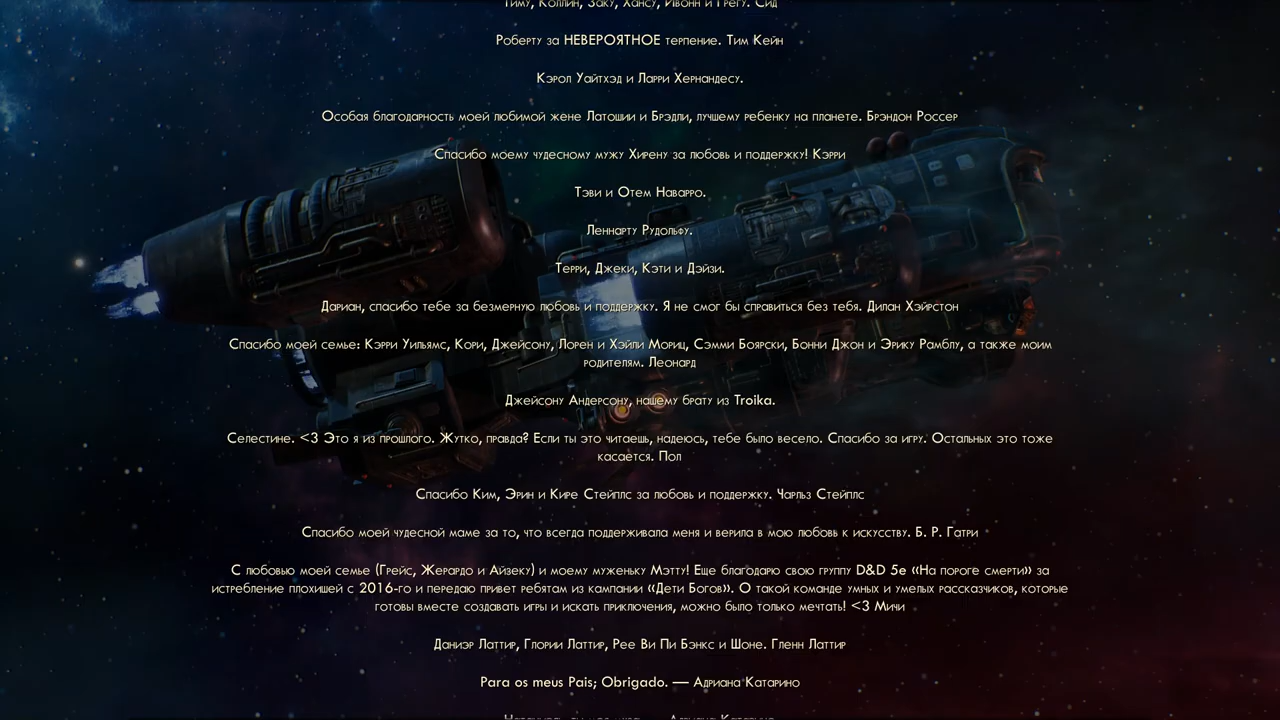 Тиму, Коллин, Заку, Хансу, Ивонн и Грегу. Сид
Роберту за НЕВЕРОЯТНОЕ терпение. Тим Кейн
Кэрол Уайтхэд и Ларри Хернандесу.
Особая благодарность моей любимой жене Латошии и Брэдли, лучшему ребенку на планете. Брэндон Россер
Спасибо моему чудесному мужу Хирену за любовь и поддержку! Кэрри
Тэви и Отем Наварро.
Леннарту Рудольфу.
Терри, Джеки, Кэти и Дэйзи.
Дариан, спасибо тебе за безмерную любовь и поддержку. Я не смог бы справиться без тебя. Дилан Хэйрстон
Спасибо моей семье: Кэрри Уильямс, Кори, Джейсону, Лорен и Хэйли Мориц, Сэмми Боярски, Бонни Джон и Эрику Рамблу, а также моим
родителям. Леонард
Джейсону Андерсону, нашему брату из Troika.
Селестине. <3 Это я из прошлого. Жутко, правда? Если ты это читаешь, надеюсь, тебе было весело. Спасибо за игру. Остальных это тоже
касается. Пол
Спасибо Ким, Эрин и Кире Стейплс за любовь и поддержку. Чарльз Стейплс
Спасибо моей чудесной маме за то, что всегда поддерживала меня и верила в мою любовь к искусству. Б. Р. Гатри
С любовью моей семье (Грейс, Жерардо и Айзеку) и моему муженьку Мэтту! Еще благодарю свою группу D&D 5e «На пороге смерти» за
истребление плохишей с 2016-го и передаю привет ребятам из кампании «Дети Богов». О такой команде умных и умелых рассказчиков, которые
готовы вместе создавать игры и искать приключения, можно было только мечтать! <3 Мичи
Даниэр Латтир, Глории Латтир, Рее Ви Пи Бэнкс и Шоне. Гленн Латтир
Para os meus Pais; Obrigado. — Адриана Катарино